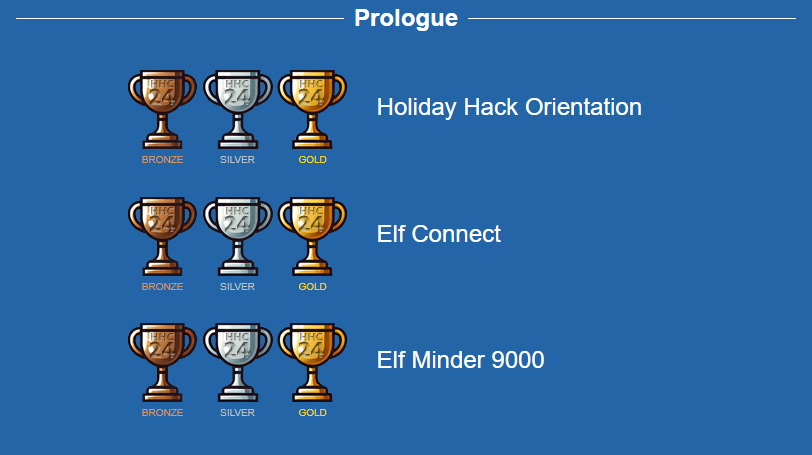 Prologue
HHC 24 HHC 24 HHC 24
Holiday Hack Orientation
BRONZE SILVER GOLD
HHC 24 HHC 24 HHC 24
Elf Connect
BRONZE SILVER GOLD
HHC 24 HHC 24 HHC 24
Elf Minder 9000
BRONZE SILVER GOLD